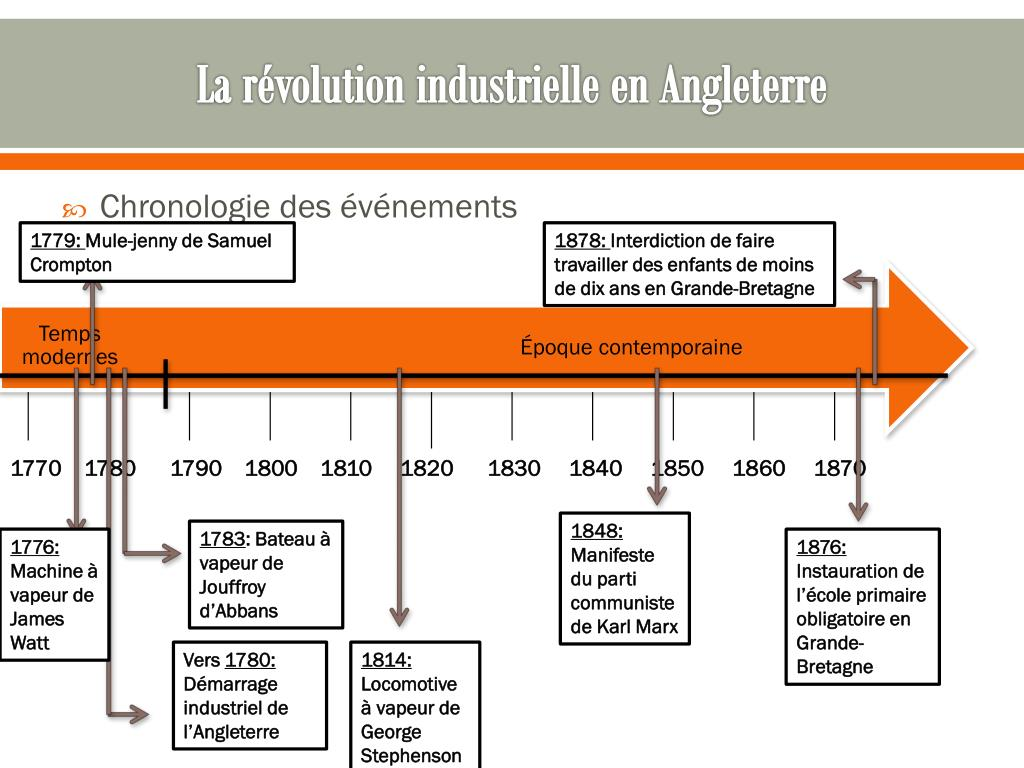 La révolution industrielle en Angleterre
Chronologie des événements
1779: Mule-jenny de Samuel
Crompton
1878: Interdiction de faire
travailler des enfants de moins
de dix ans en Grande-Bretagne
Temps
modernes
Époque contemporaine
1770 1780 1790 1800 1810 1820 1830 1840 1850 1860 1870
1776:
Machine à
vapeur de
James
Watt
1783: Bateau à
vapeur de
Jouffroy
d'Abbans
Vers 1780:
Démarrage
industriel de
l'Angleterre
1814:
Locomotive
à vapeur de
George
Stephenson
1848:
Manifeste
du parti
communiste
de Karl Marx
1876:
Instauration de
l'école primaire
obligatoire en
Grande-
Bretagne